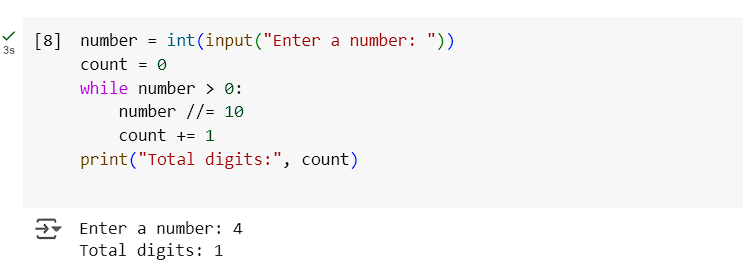 [8] number = int(input("Enter a number: "))
count = 0
while number > 0:
    number //= 10
    count += 1
3s
print("Total digits:", count)
Enter a number: 4
Total digits: 1